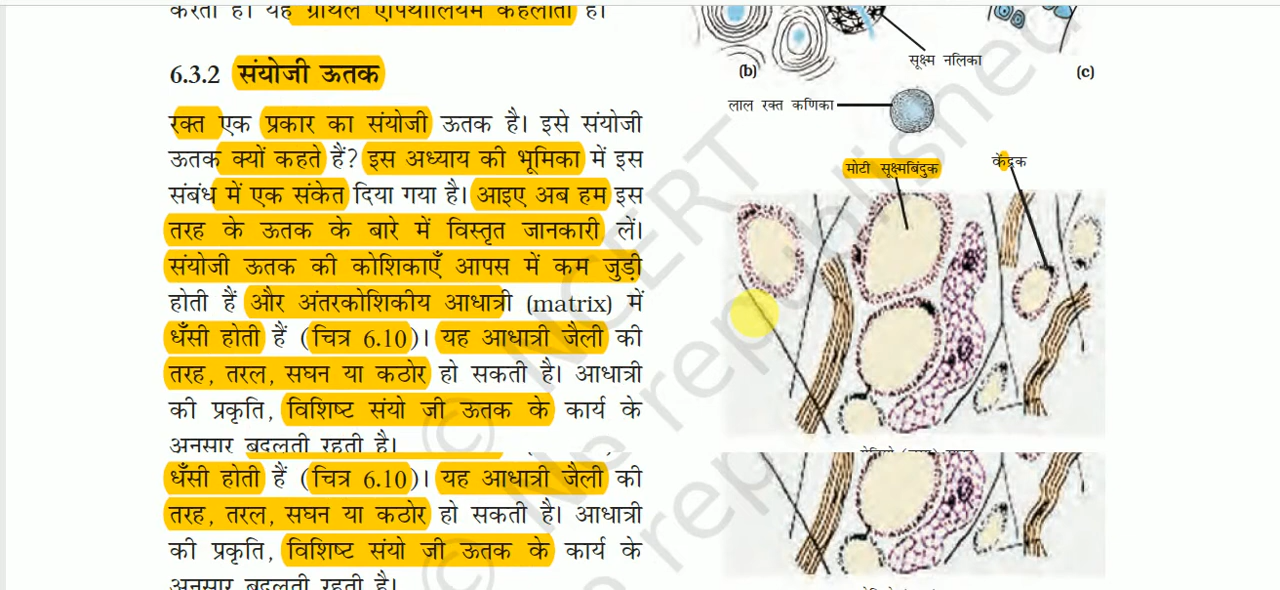 करता है। यह ग्रंथिल एपिथीलियम कहलाता है।
6.3.2 संयोजी ऊतक
रक्त एक प्रकार का संयोजी ऊतक है। इसे संयोजी
ऊतक क्यों कहते हैं? इस अध्याय की भूमिका में इस
संबंध में एक संकेत दिया गया है। आइए अब हम इस
तरह के ऊतक के बारे में विस्तृत जानकारी लें।
संयोजी ऊतक की कोशिकाएँ आपस में कम जुड़ी
होती हैं और अंतरकोशिकीय आधात्री (matrix) में
धँसी होती हैं (चित्र 6.10)। यह आधात्री जैली की
तरह, तरल, सघन या कठोर हो सकती है। आधात्री
की प्रकृति, विशिष्ट संयो जी ऊतक के कार्य के
अनुसार बदलती रहती है।
धँसी होती हैं (चित्र 6.10)। यह आधात्री जैली की
तरह, तरल, सघन या कठोर हो सकती है। आधात्री
की प्रकृति, विशिष्ट संयो जी ऊतक के कार्य के
अनुसार बदलती रहती है।
सूक्ष्म नलिका
(b)
(c)
लाल रक्त कणिका
मोटी सूक्ष्मबिंदुक
केंद्रक
© NCERT
republished